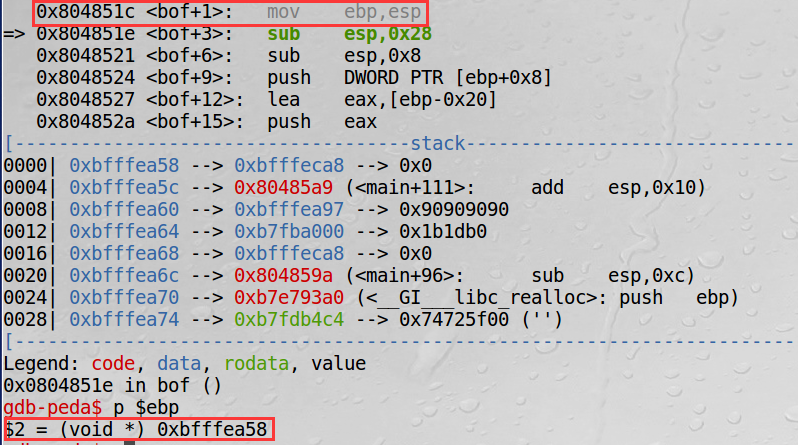 0x804851c <bof+1>: mov ebp,esp
=> 0x804851e <bof+3>: sub esp,0x28
0x8048521 <bof+6>: sub esp,0x8
0x8048524 <bof+9>: push DWORD PTR [ebp+0x8]
0x8048527 <bof+12>: lea eax,[ebp-0x20]
0x804852a <bof+15>: push eax
[------------------------------------stack------------------------------------
0000| 0xbfffea58 --> 0xbfffeca8 --> 0x0
0004| 0xbfffea5c --> 0x80485a9 (<main+111>: add esp,0x10)
0008| 0xbfffea60 --> 0xbfffea97 --> 0x90909090
0012| 0xbfffea64 --> 0xb7fba000 --> 0x1b1db0
0016| 0xbfffea68 --> 0xbfffeca8 --> 0x0
0020| 0xbfffea6c --> 0x804859a (<main+96>: sub esp,0xc)
0024| 0xbfffea70 --> 0xb7e793a0 (<__GI___libc_realloc>: push ebp)
0028| 0xbfffea74 --> 0xb7fdb4c4 --> 0x74725f00 ('')
[------------------------------------------------------------------------------
Legend: code, data, rodata, value
0x0804851e in bof ()
gdb-peda$ p $ebp
$2 = (void *) 0xbfffea58